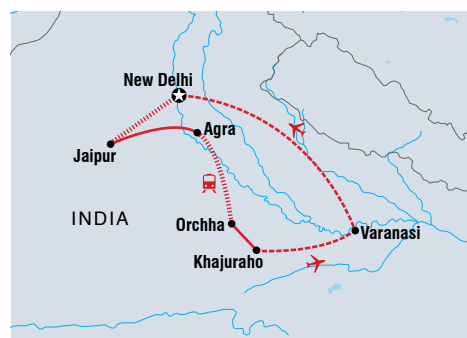 New Delhi
Agra
Jaipur
INDIA
Orchha
Varanasi
Khajuraho